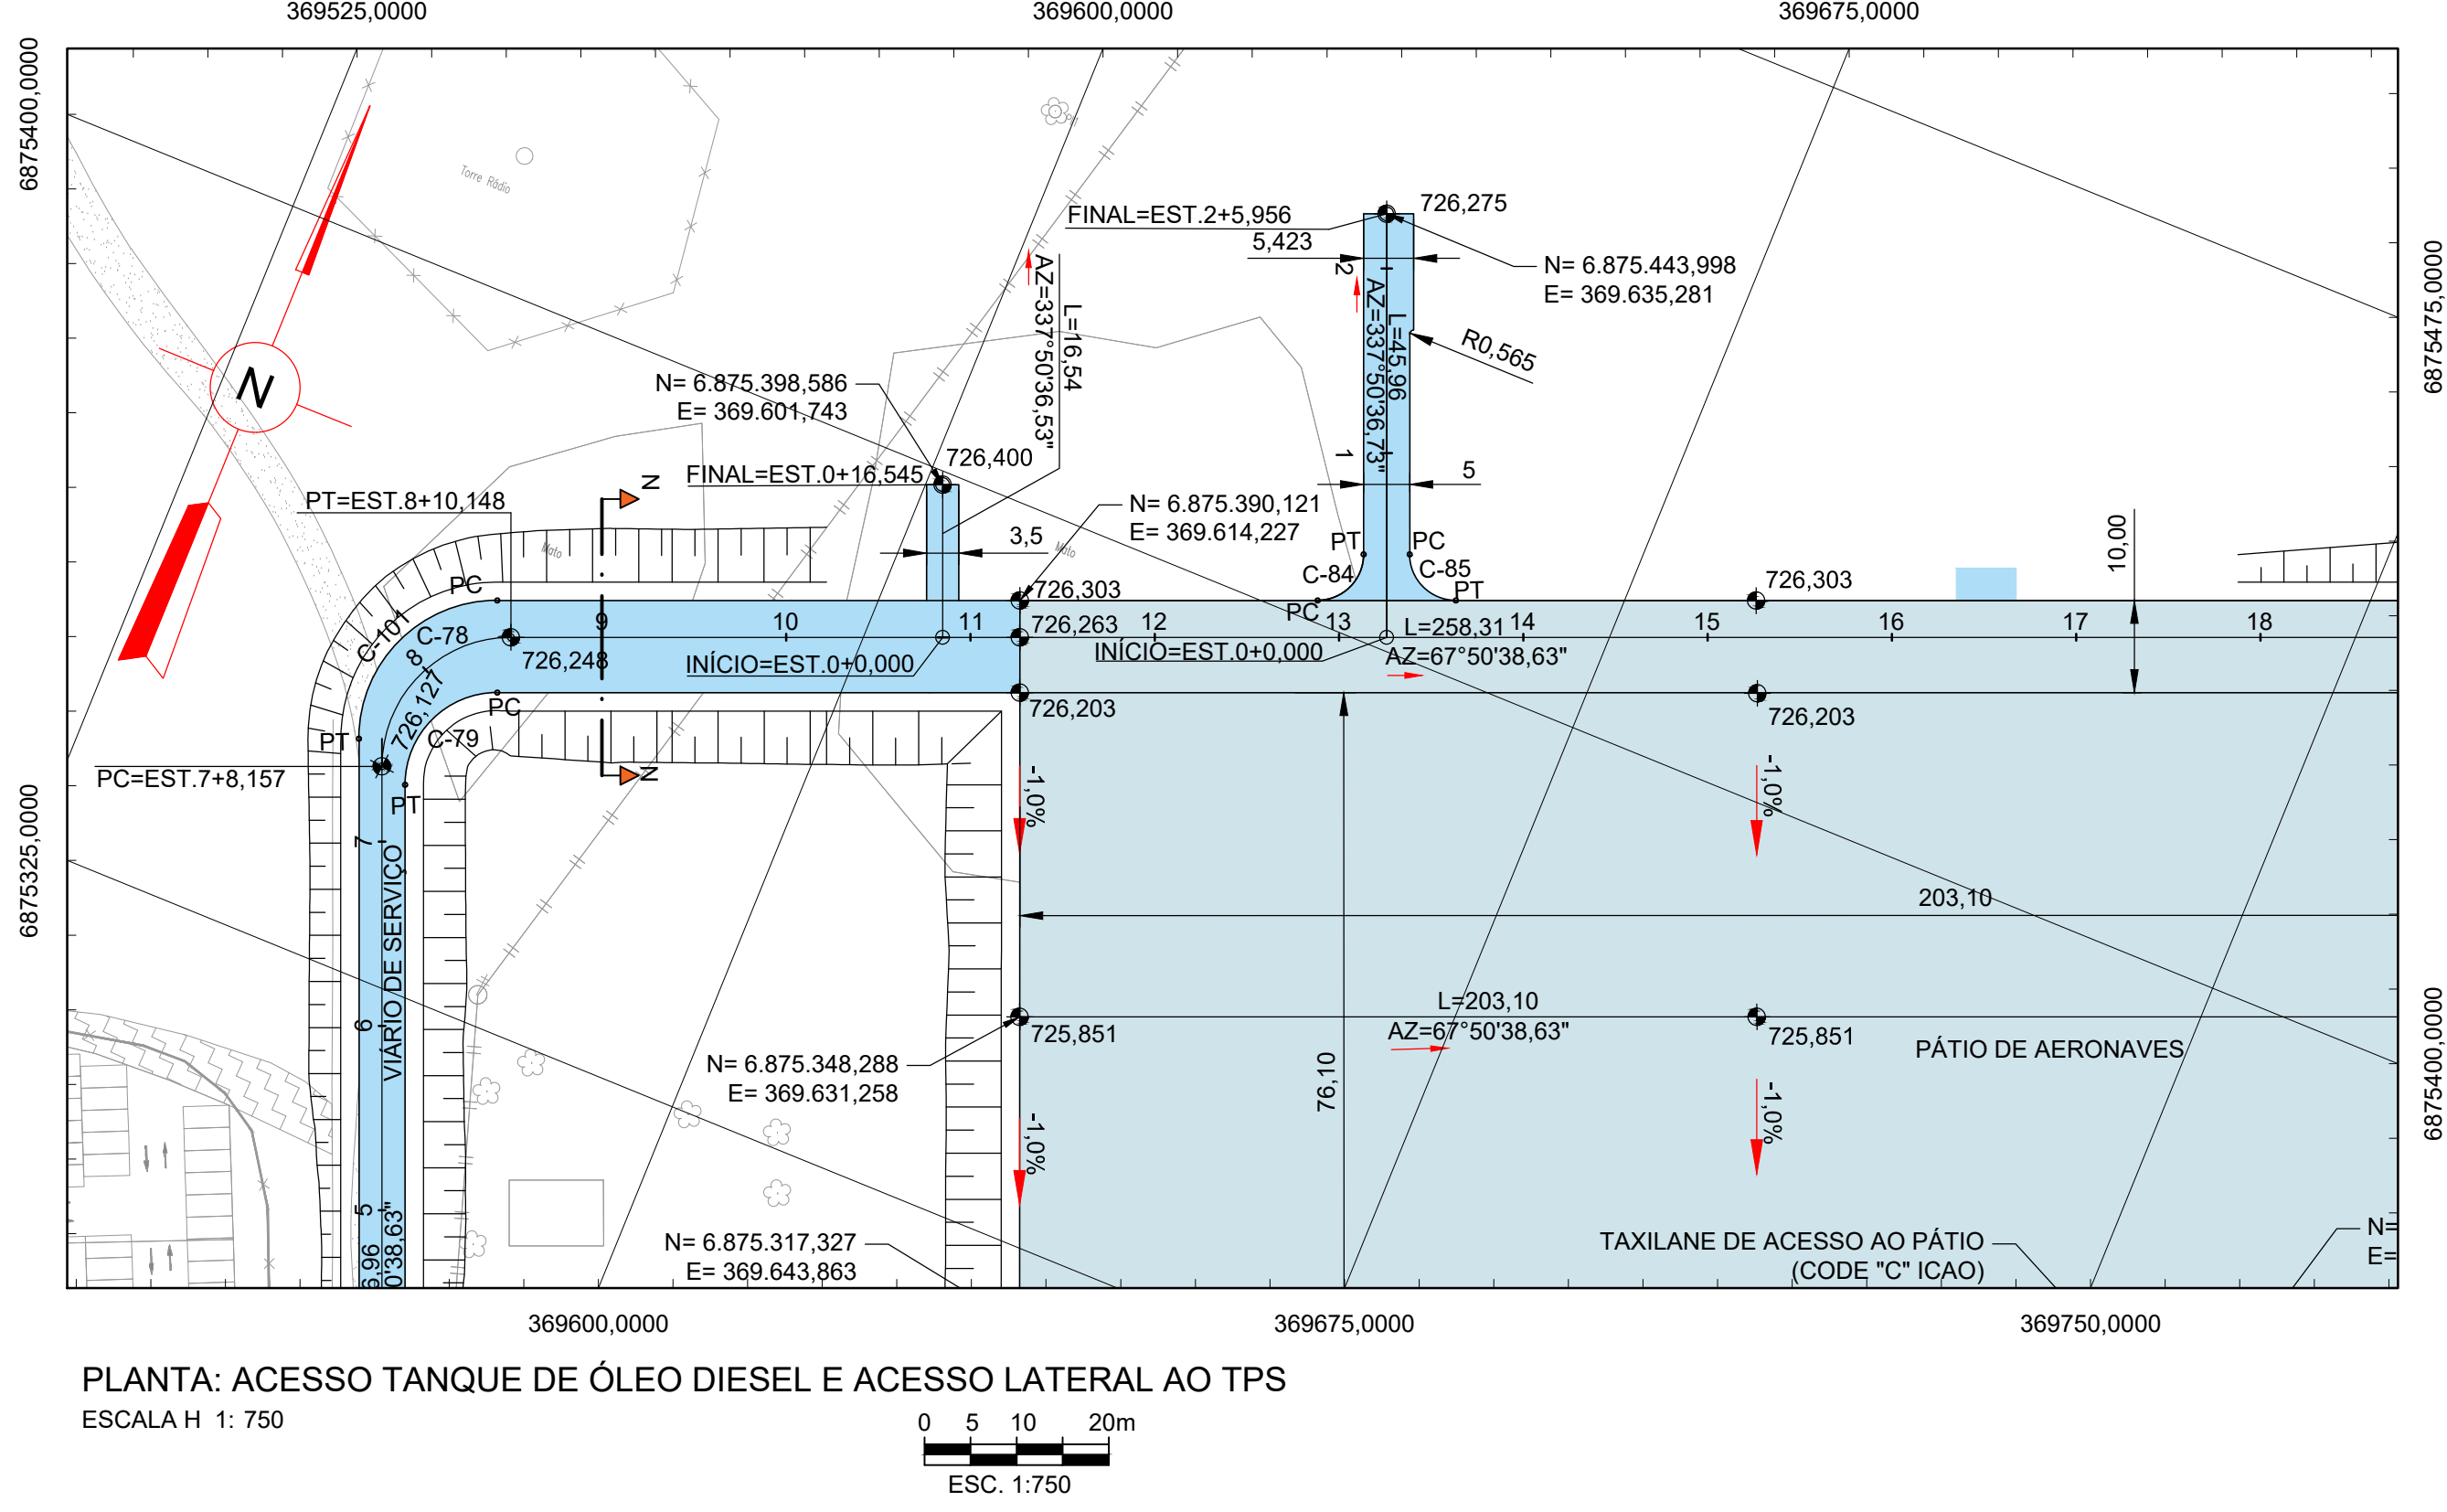 369525,0000
369600,0000
369675,0000
6875400,0000
6875475,0000
6875325,0000
6875400,0000
Torre Rádio
N
FINAL=EST.2+5,956
726,275
5,423
N= 6.875.443,998
E= 369.635,281
2
AZ=337°50'36,73"
L=45,96
R0,565
1
5
AZ=337°50'36,53"
L=16,54
N= 6.875.398,586
E= 369.601,743
726,400
FINAL=EST.0+16,545
N
PT=EST.8+10,148
N= 6.875.390,121
E= 369.614,227
3,5
Mato
Mato
PT
PC
C-84
C-85
PC
PT
10,00
726,303
726,303
PC
C-101
C-78
8
9
10
11
12
13
14
15
16
17
18
726,263
L=258,31
AZ=67°50'38,63"
726,248
INÍCIO=EST.0+0,000
INÍCIO=EST.0+0,000
726,127
PC
726,203
726,203
PT
C-79
N
PC=EST.7+8,157
PT
-1,0%
-1,0%
7
VIÁRIO DE SERVIÇO
203,10
6
L=203,10
AZ=67°50'38,63"
725,851
725,851
PÁTIO DE AERONAVES
N= 6.875.348,288
E= 369.631,258
76,10
-1,0%
-1,0%
5
6,96
0'38,63"
N= 6.875.317,327
E= 369.643,863
TAXILANE DE ACESSO AO PÁTIO
(CODE "C" ICAO)
N=
E=
369600,0000
369675,0000
369750,0000
PLANTA: ACESSO TANQUE DE ÓLEO DIESEL E ACESSO LATERAL AO TPS
ESCALA H 1: 750
0 5 10 20m
ESC. 1:750